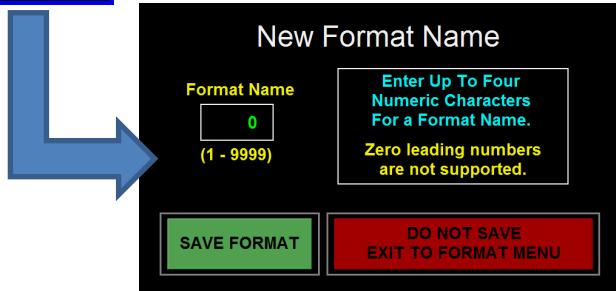 New Format Name
Format Name
0
(1 - 9999)
Enter Up To Four
Numeric Characters
For a Format Name.
Zero leading numbers
are not supported.
SAVE FORMAT
DO NOT SAVE
EXIT TO FORMAT MENU